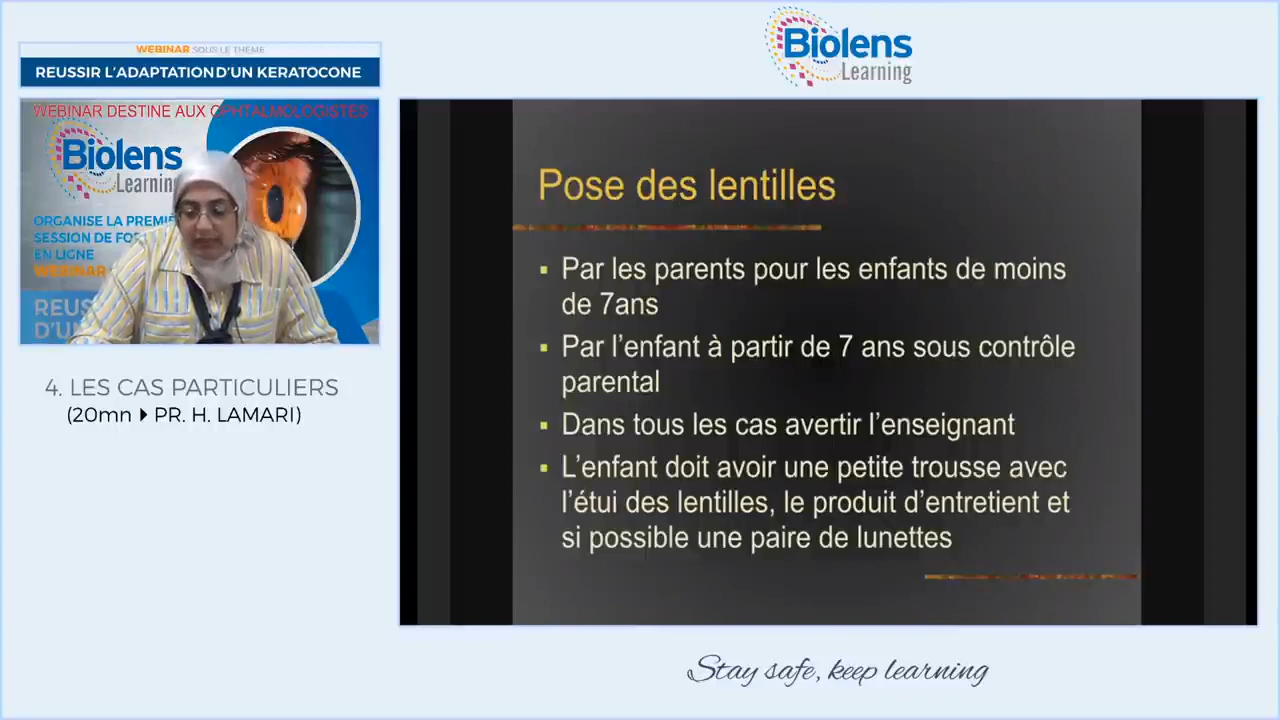 Biolens
Learning
WEBINAR SOUS LE THEME
REUSSIR L'ADAPTATION D'UN KERATOCONE
WEBINAR DESTINE AUX OPHTALMOLOGISTES
Biolens
Learning
ORGANISE LA PREMIÈ
SESSION DE FO
EN LIGNE
WEBINAR
REUS
D'U
4. LES CAS PARTICULIERS
(20mn PR. H. LAMARI)
Pose des lentilles
Par les parents pour les enfants de moins
de 7ans
Par l'enfant à partir de 7 ans sous contrôle
parental
Dans tous les cas avertir l'enseignant
L'enfant doit avoir une petite trousse avec
l'étui des lentilles, le produit d'entretient et
si possible une paire de lunettes
Stay safe, keep learning